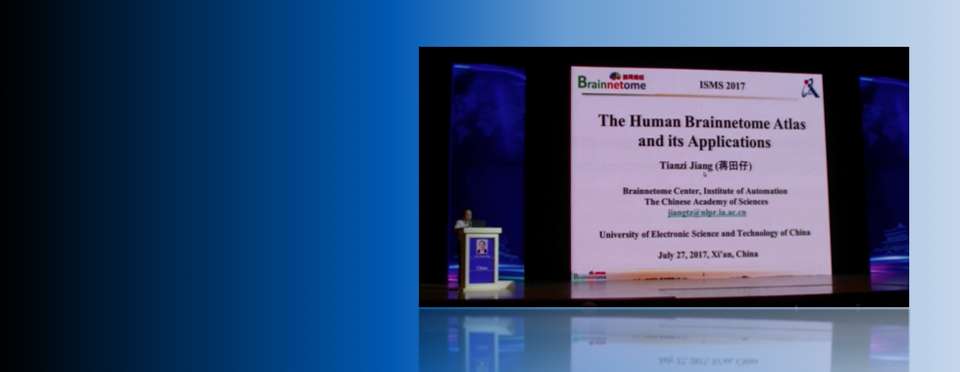 Brainnetome
ISMS 2017
The Human Brainnetome Atlas
and its Applications
Tianzi Jiang (蒋田仔)
Brainnetome Center, Institute of Automation
The Chinese Academy of Sciences
jiangtz@nlpr.ia.ac.cn
University of Electronic Science and Technology of China
July 27, 2017, Xi'an, China
China